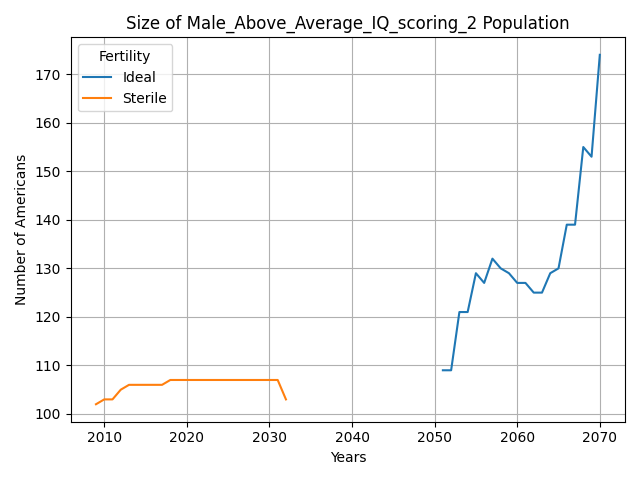 Size of Male_Above_Average_IQ_scoring_2 Population
Fertility
Ideal
Sterile
170
160
150
140
130
120
110
100
Number of Americans
2010 2020 2030 2040 2050 2060 2070
Years